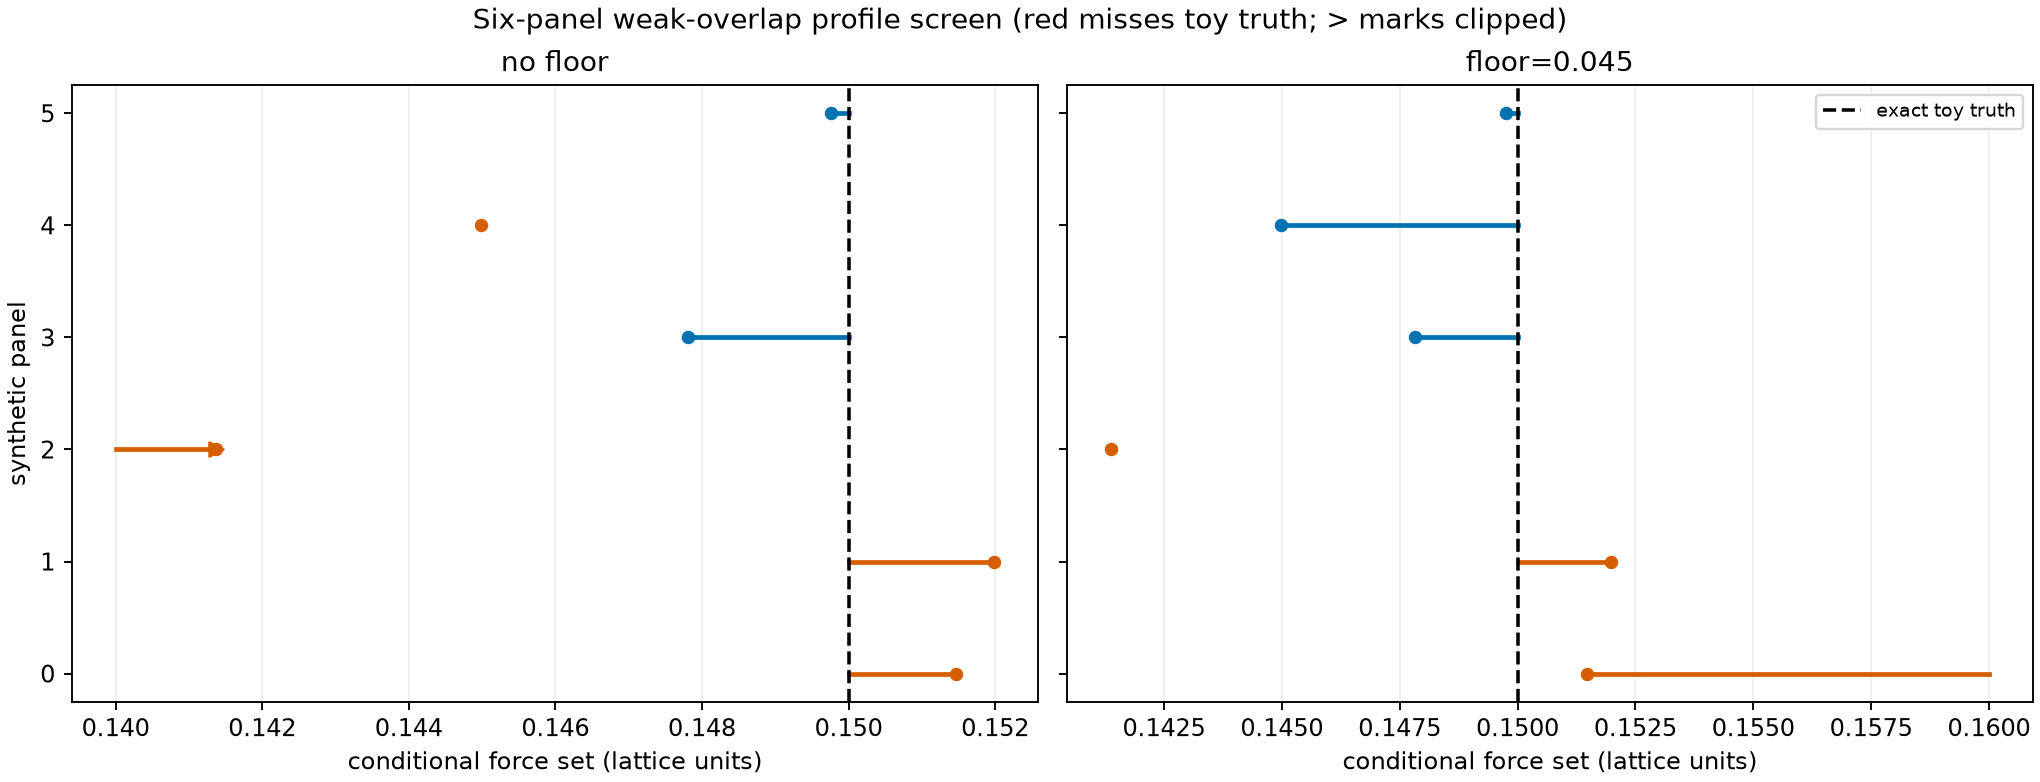 Six-panel weak-overlap profile screen (red misses toy truth; > marks clipped)
no floor
floor=0.045
synthetic panel
5
4
3
2
1
0
0.140 0.142 0.144 0.146 0.148 0.150 0.152
conditional force set (lattice units)
exact toy truth
0.1425 0.1450 0.1475 0.1500 0.1525 0.1550 0.1575 0.1600
conditional force set (lattice units)